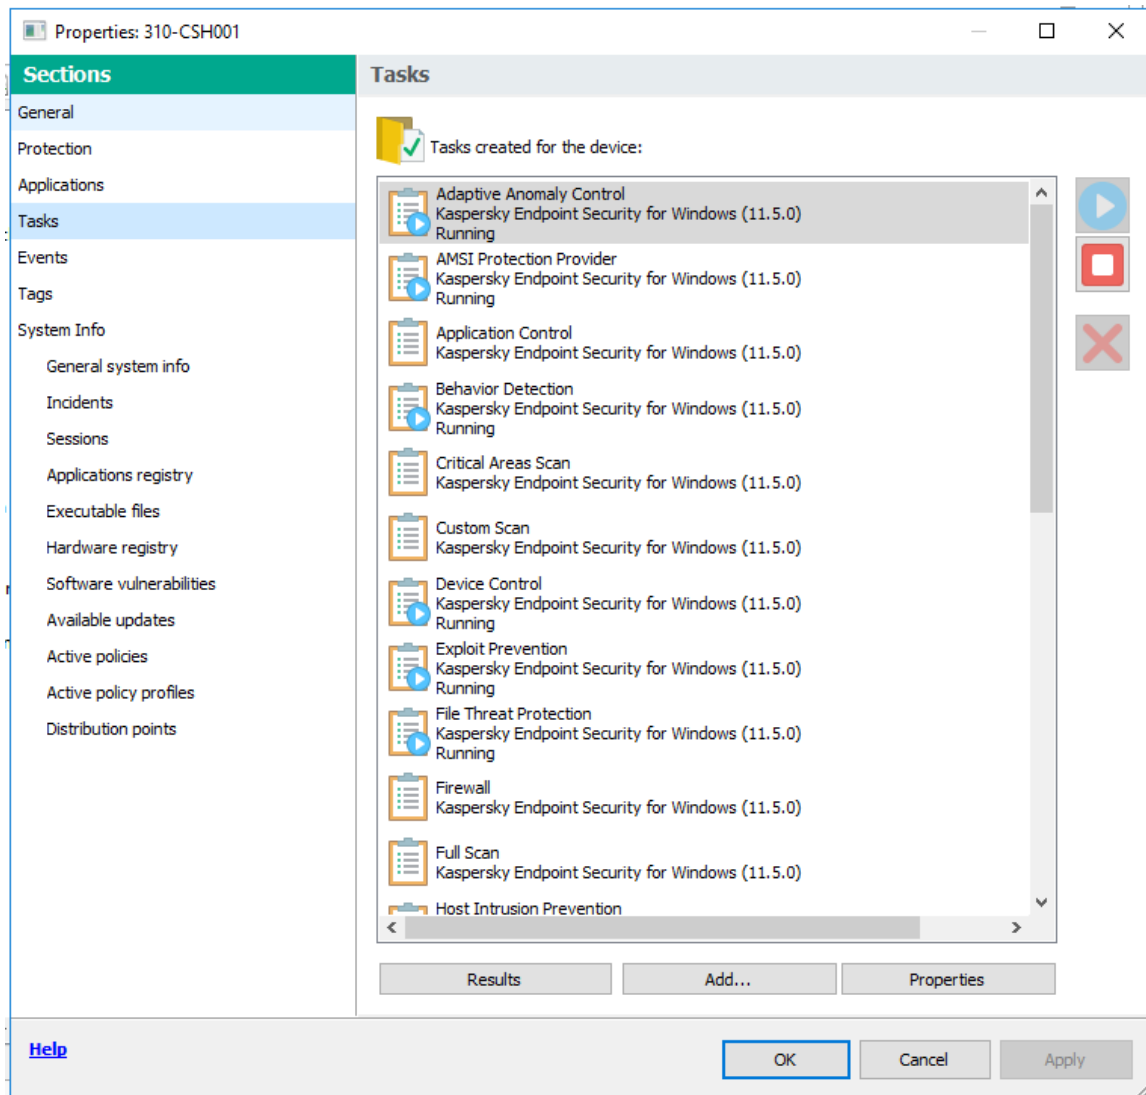 Properties: 310-CSH001
Sections
General
Protection
Applications
Tasks
Events
Tags
System Info
General system info
Incidents
Sessions
Applications registry
Executable files
Hardware registry
Software vulnerabilities
Available updates
Active policies
Active policy profiles
Distribution points
Tasks
Tasks created for the device:
Adaptive Anomaly Control
Kaspersky Endpoint Security for Windows (11.5.0)
Running
AMSI Protection Provider
Kaspersky Endpoint Security for Windows (11.5.0)
Running
Application Control
Kaspersky Endpoint Security for Windows (11.5.0)
Behavior Detection
Kaspersky Endpoint Security for Windows (11.5.0)
Running
Critical Areas Scan
Kaspersky Endpoint Security for Windows (11.5.0)
Custom Scan
Kaspersky Endpoint Security for Windows (11.5.0)
Device Control
Kaspersky Endpoint Security for Windows (11.5.0)
Running
Exploit Prevention
Kaspersky Endpoint Security for Windows (11.5.0)
Running
File Threat Protection
Kaspersky Endpoint Security for Windows (11.5.0)
Running
Firewall
Kaspersky Endpoint Security for Windows (11.5.0)
Full Scan
Kaspersky Endpoint Security for Windows (11.5.0)
Host Intrusion Prevention
Results Add... Properties
Help
OK Cancel Apply